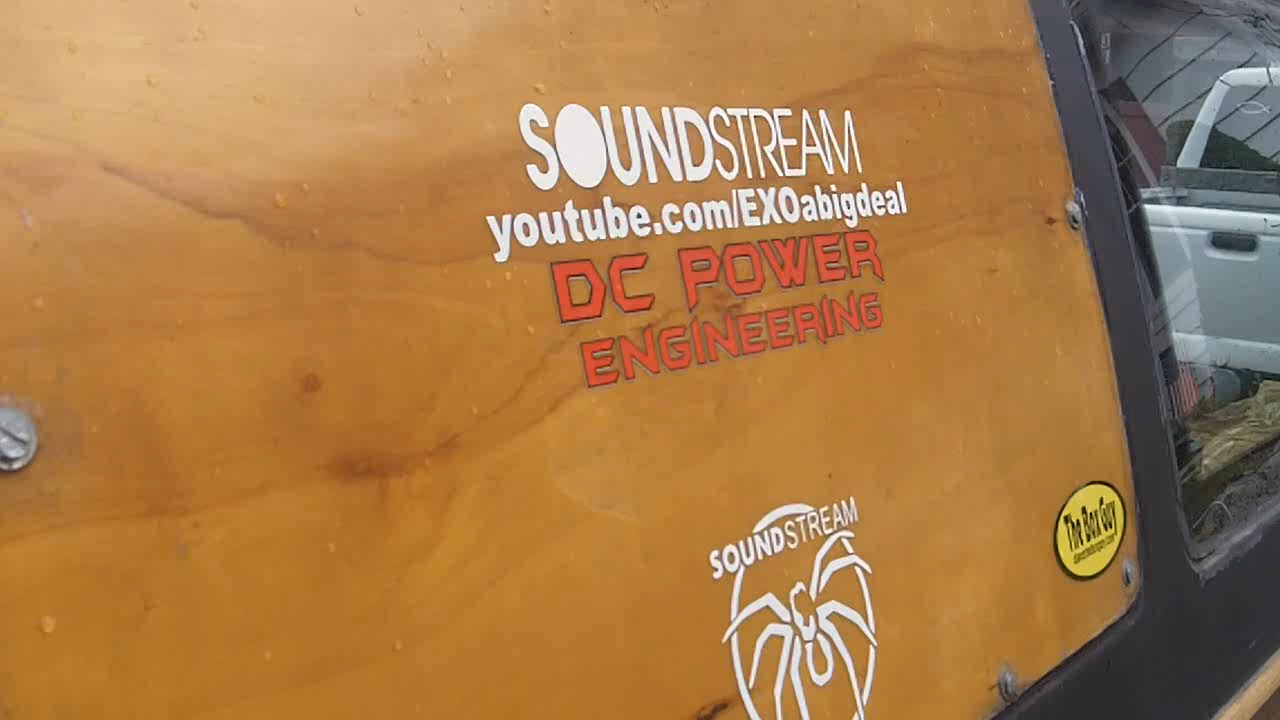 SOUNDSTREAM
youtube.com/EXOabigdeal
DC POWER
ENGINEERING
SOUNDSTREAM
The Box Guy